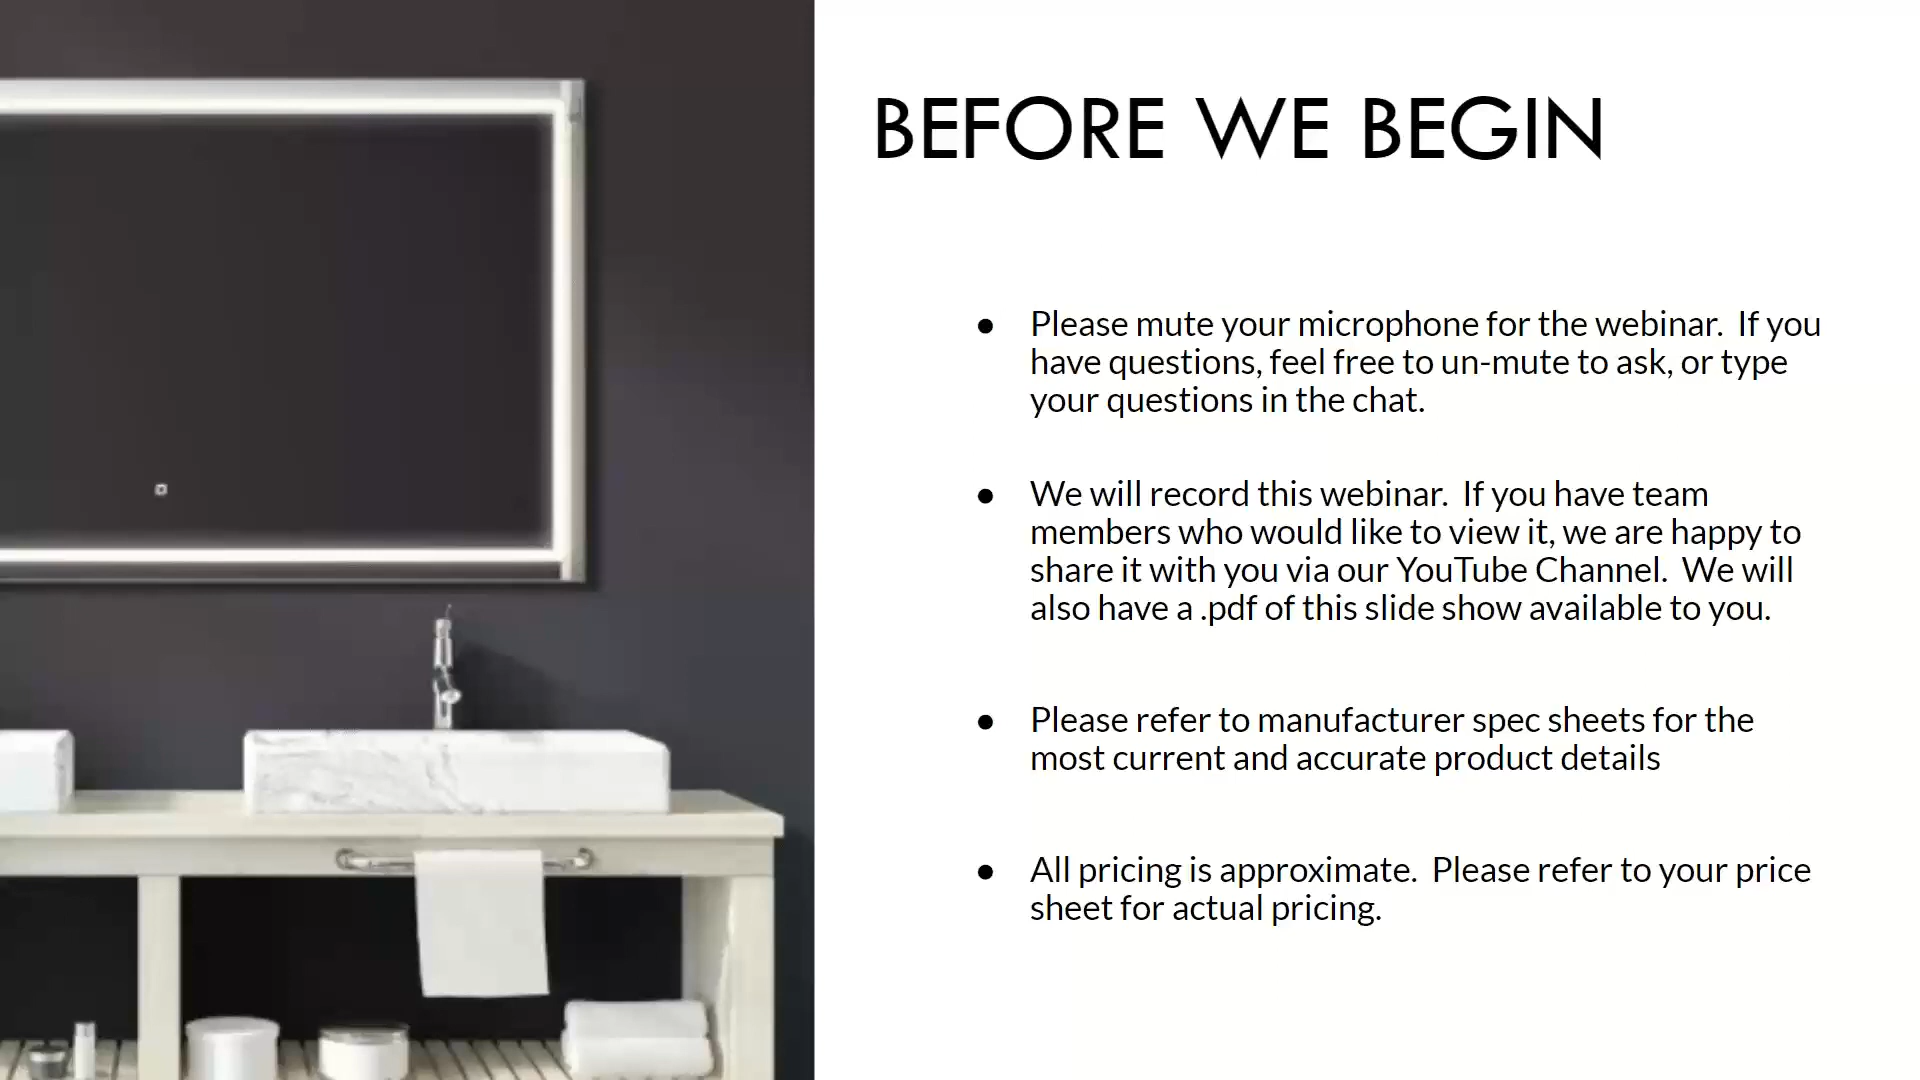 BEFORE WE BEGIN
● Please mute your microphone for the webinar.  If you
have questions, feel free to un-mute to ask, or type
your questions in the chat.
● We will record this webinar.  If you have team
members who would like to view it, we are happy to
share it with you via our YouTube Channel.  We will
also have a .pdf of this slide show available to you.
● Please refer to manufacturer spec sheets for the
most current and accurate product details
● All pricing is approximate.  Please refer to your price
sheet for actual pricing.